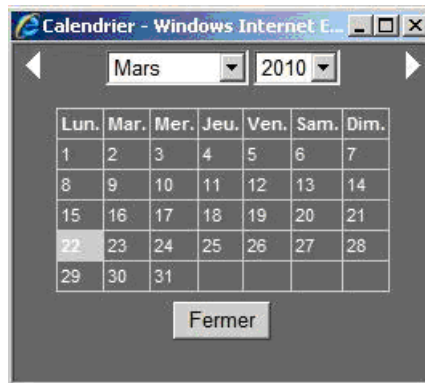 Calendrier - Windows Internet E...
Mars 2010
Lun. Mar. Mer. Jeu. Ven. Sam. Dim.
1 2 3 4 5 6 7
8 9 10 11 12 13 14
15 16 17 18 19 20 21
22 23 24 25 26 27 28
29 30 31
Fermer